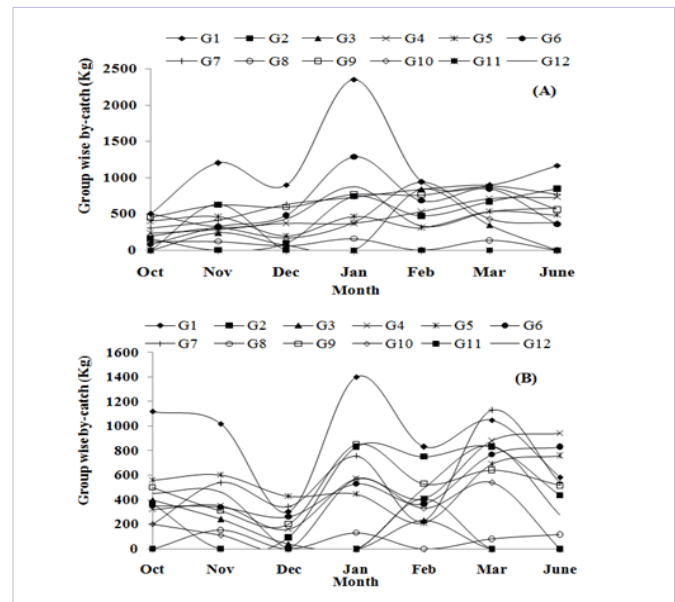 G1 G2 G3 G4 G5 G6
G7 G8 G9 G10 G11 G12
(A)
Group wise by-catch (Kg)
2500
2000
1500
1000
500
0
Oct Nov Dec Jan Feb Mar June
Month
G1 G2 G3 G4 G5 G6
G7 G8 G9 G10 G11 G12
(B)
Group wise by-catch (Kg)
1600
1400
1200
1000
800
600
400
200
0
Oct Nov Dec Jan Feb Mar June
Month